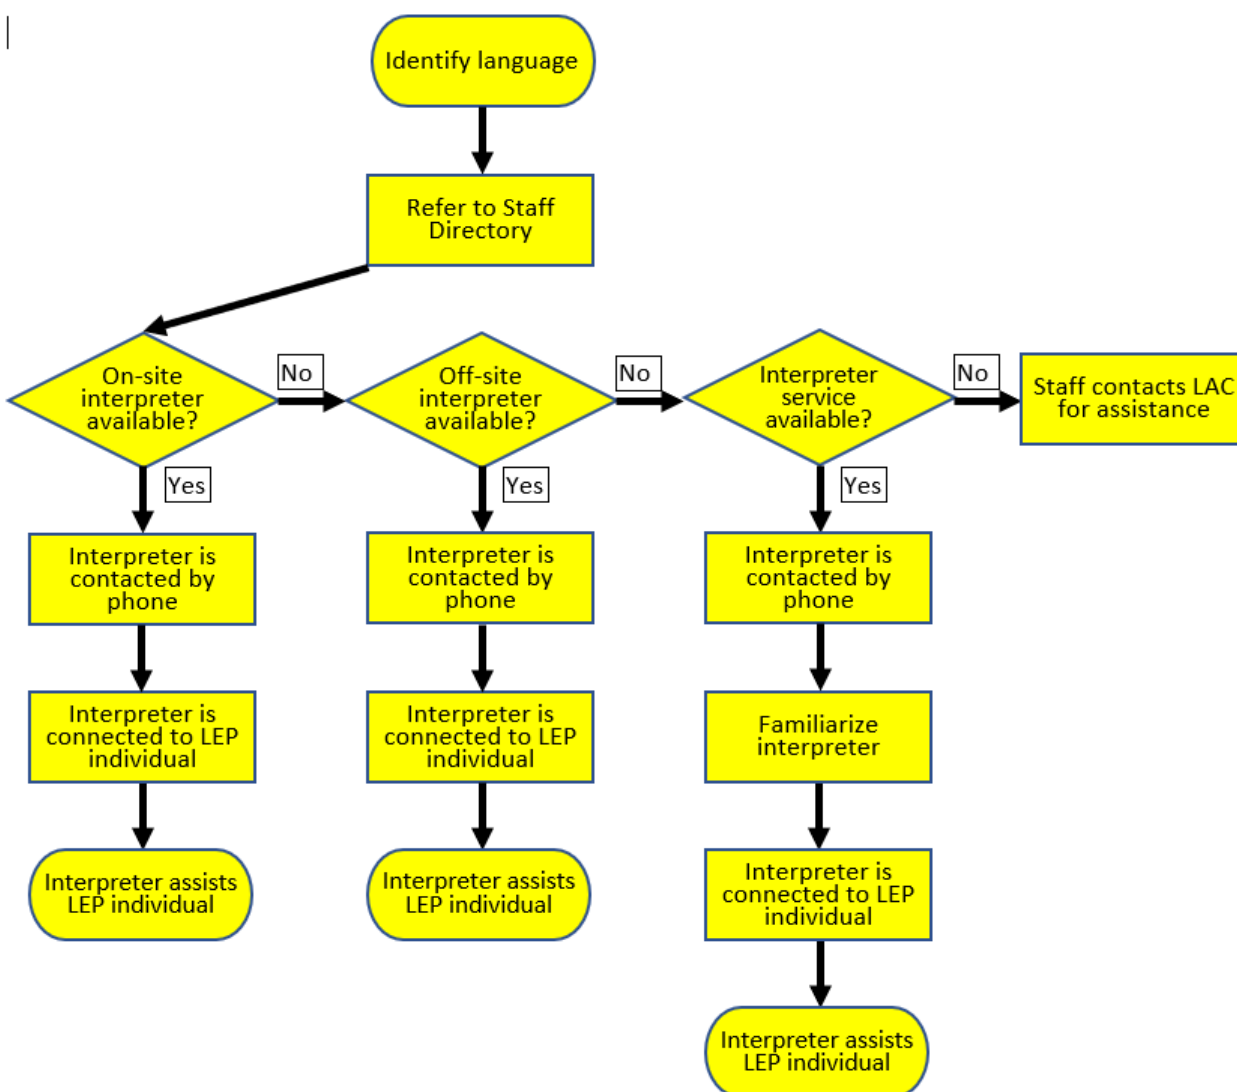 Identify language
Refer to Staff
Directory
On-site
interpreter
available?
No
Off-site
interpreter
available?
No
Interpreter
service
available?
No
Staff contacts LAC
for assistance
Yes
Yes
Yes
Interpreter is
contacted by
phone
Interpreter is
contacted by
phone
Interpreter is
contacted by
phone
Interpreter is
connected to LEP
individual
Interpreter is
connected to LEP
individual
Familiarize
interpreter
Interpreter assists
LEP individual
Interpreter assists
LEP individual
Interpreter is
connected to LEP
individual
Interpreter assists
LEP individual